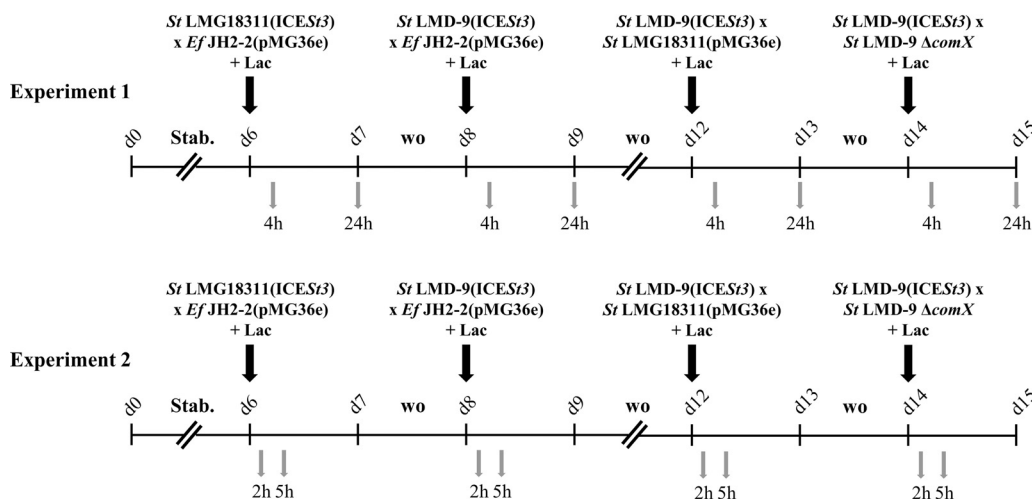 St LMG18311(ICESt3) x Ef JH2-2(pMG36e) + Lac
St LMD-9(ICESt3) x Ef JH2-2(pMG36e) + Lac
St LMD-9(ICESt3) x St LMG18311(pMG36e) + Lac
St LMD-9(ICESt3) x St LMD-9 ΔcomX + Lac
Experiment 1
d0 Stab. d6 d7 wo d8 d9 wo d12 d13 wo d14 d15
4h 24h 4h 24h 4h 24h 4h 24h
St LMG18311(ICESt3) x Ef JH2-2(pMG36e) + Lac
St LMD-9(ICESt3) x Ef JH2-2(pMG36e) + Lac
St LMD-9(ICESt3) x St LMG18311(pMG36e) + Lac
St LMD-9(ICESt3) x St LMD-9 ΔcomX + Lac
Experiment 2
d0 Stab. d6 d7 wo d8 d9 wo d12 d13 wo d14 d15
2h 5h 2h 5h 2h 5h 2h 5h